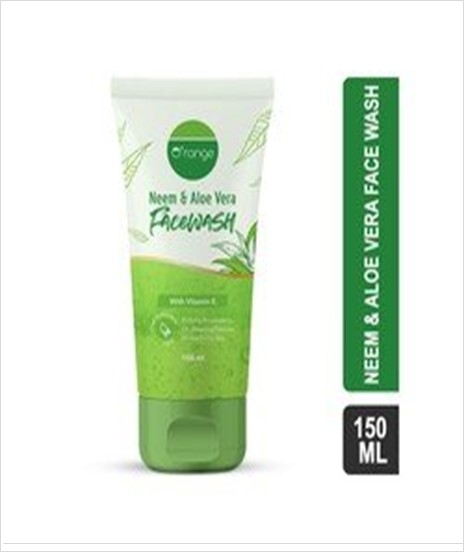 O'range
Neem & Aloe Vera
FACEWASH
With Vitamin E
NEEM & ALOE VERA FACE WASH
150
ML